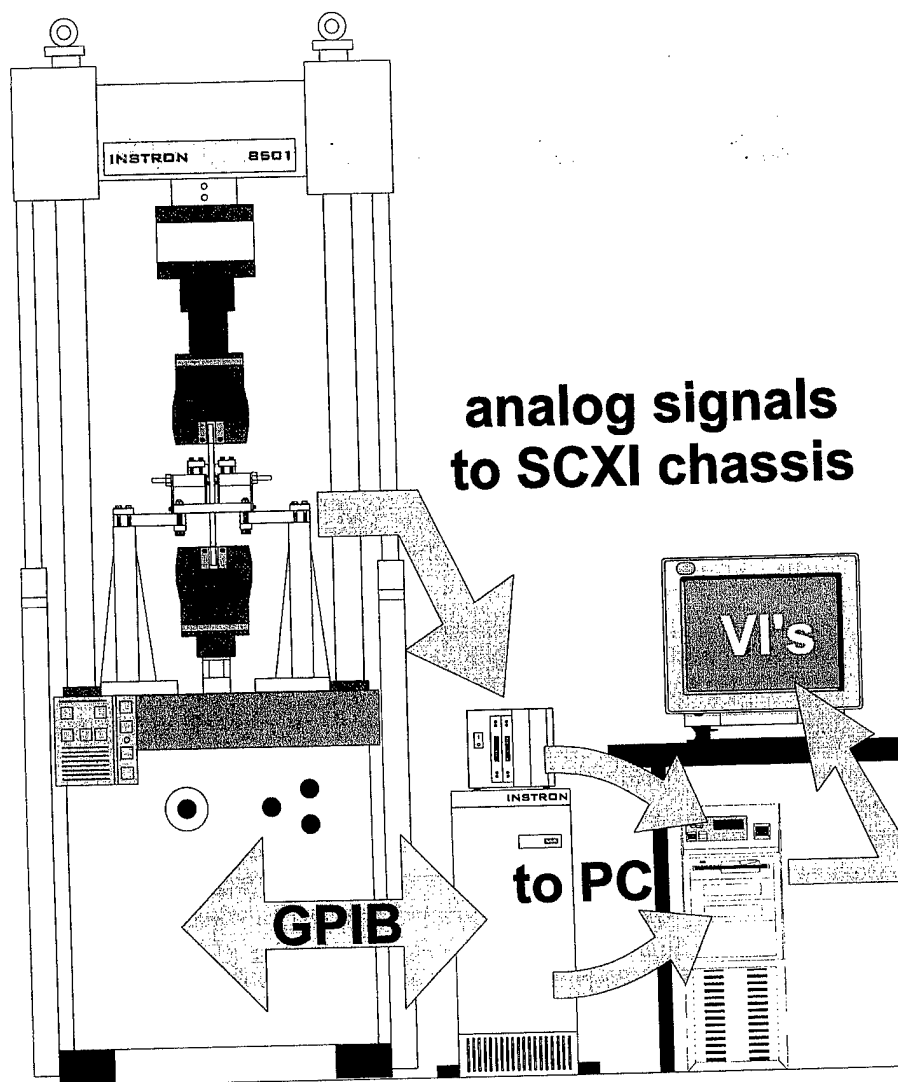 INSTRON 8501
analog signals
to SCXI chassis
VI's
INSTRON
to PC
GPIB